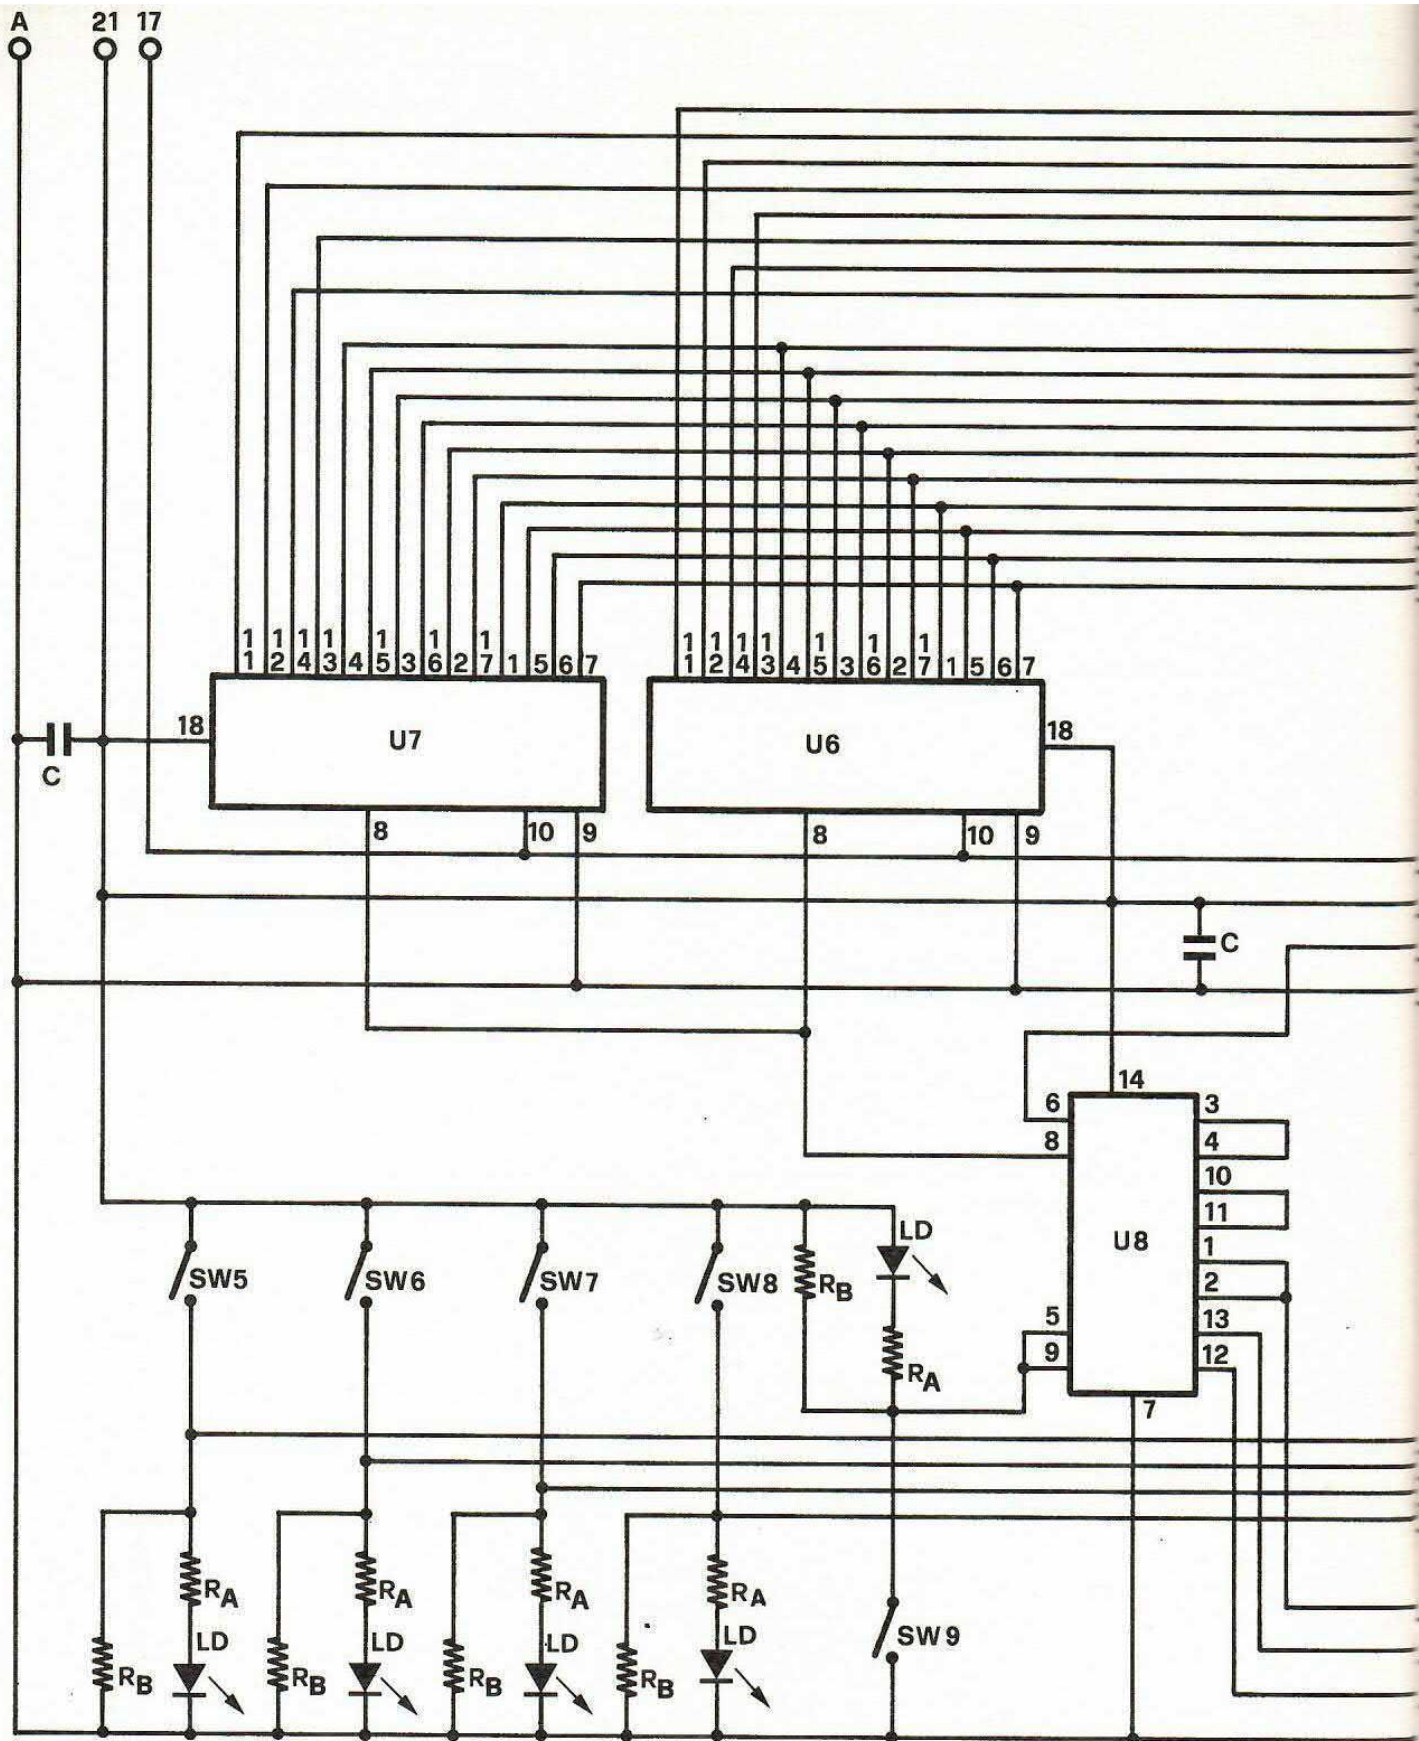 A 21 17
1 1 1 1 1 1 1
1 2 4 3 4 5 3 6 2 7 1 5 6 7
1 1 1 1 1 1 1
1 2 4 3 4 5 3 6 2 7 1 5 6 7
18 U7 U6 18
C
8 10 9 8 10 9
C
14
6 3
8 4
10
11
LD U8 1
SW5 SW6 SW7 SW8 RB 2
5 13
9 12
RA
7
RA RA RA RA
LD LD LD LD SW9
RB RB RB RB